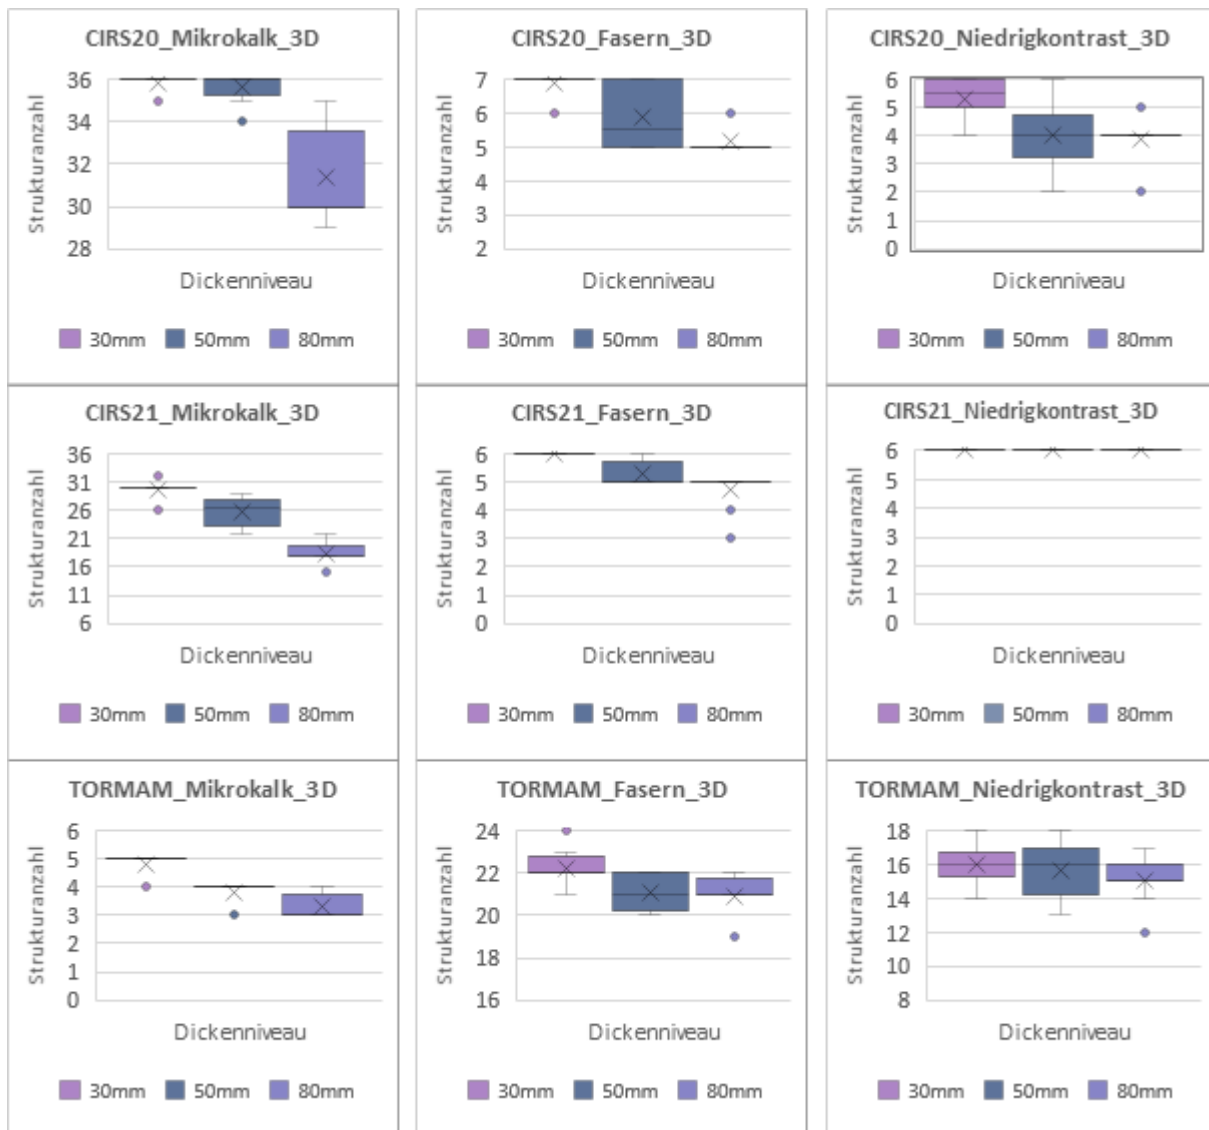 CIRS20_Mikrokalk_3D
Strukturanzahl
36
34
32
30
28
Dickenniveau
30mm 50mm 80mm
CIRS20_Fasern_3D
Strukturanzahl
7
6
5
4
3
2
Dickenniveau
30mm 50mm 80mm
CIRS20_Niedrigkontrast_3D
Strukturanzahl
6
5
4
3
2
1
0
Dickenniveau
30mm 50mm 80mm
CIRS21_Mikrokalk_3D
Strukturanzahl
36
31
26
21
16
11
6
Dickenniveau
30mm 50mm 80mm
CIRS21_Fasern_3D
Strukturanzahl
6
5
4
3
2
1
0
Dickenniveau
30mm 50mm 80mm
CIRS21_Niedrigkontrast_3D
Strukturanzahl
6
5
4
3
2
1
0
Dickenniveau
30mm 50mm 80mm
TORMAM_Mikrokalk_3D
Strukturanzahl
6
5
4
3
2
1
0
Dickenniveau
30mm 50mm 80mm
TORMAM_Fasern_3D
Strukturanzahl
24
22
20
18
16
Dickenniveau
30mm 50mm 80mm
TORMAM_Niedrigkontrast_3D
Strukturanzahl
18
16
14
12
10
8
Dickenniveau
30mm 50mm 80mm